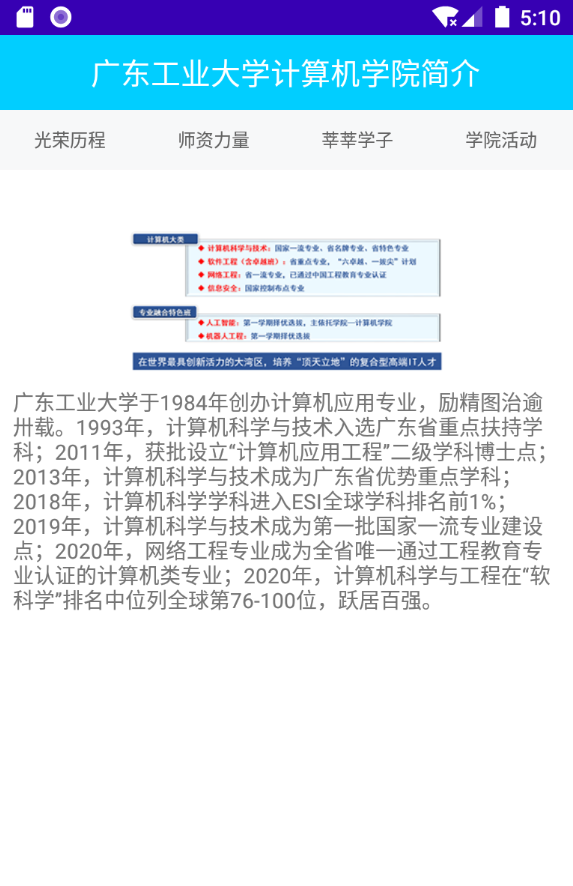 5:10
广东工业大学计算机学院简介
光荣历程 师资力量 莘莘学子 学院活动
计算机大类
◆ 计算机科学与技术：国家一流专业、省名牌专业、省特色专业
◆ 软件工程（含卓越班）：省重点专业，“六卓越、一拔尖”计划
◆ 网络工程：省一流专业，已通过中国工程教育专业认证
◆ 信息安全：国家控制布点专业
专业融合特色班
◆ 人工智能：第一学期择优选拔，主依托学院—计算机学院
◆ 机器人工程：第一学期择优选拔
在世界最具创新活力的大湾区，培养“顶天立地”的复合型高端IT人才
广东工业大学于1984年创办计算机应用专业，励精图治逾
卅载。1993年，计算机科学与技术入选广东省重点扶持学
科；2011年，获批设立“计算机应用工程”二级学科博士点；
2013年，计算机科学与技术成为广东省优势重点学科；
2018年，计算机科学学科进入ESI全球学科排名前1%；
2019年，计算机科学与技术成为第一批国家一流专业建设
点；2020年，网络工程专业成为全省唯一通过工程教育专
业认证的计算机类专业；2020年，计算机科学与工程在“软
科学”排名中位列全球第76-100位，跃居百强。